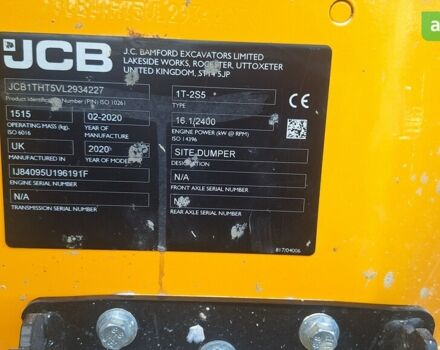 JCB
J.C. BAMFORD EXCAVATORS LIMITED
LAKESIDE WORKS, ROCESTER, UTTOXETER
UNITED KINGDOM, ST14 5JP
JCB1THT5VL2934227
Product Identification Number (PIN) ISO 10261
1T-2S5
TYPE
1515
OPERATING MASS (kg).
ISO 6016
02-2020
YEAR OF
MANUFACTURE
16.1/2400
ENGINE POWER (kW @ RPM)
ISO 14396
CE
UK
MANUFACTURED IN
2020
YEAR OF MODEL
SITE DUMPER
IJ84095U196191F
ENGINE SERIAL NUMBER
N/A
FRONT AXLE SERIAL NUMBER
N/A
TRANSMISSION SERIAL NUMBER
N/A
REAR AXLE SERIAL NUMBER
817/04006